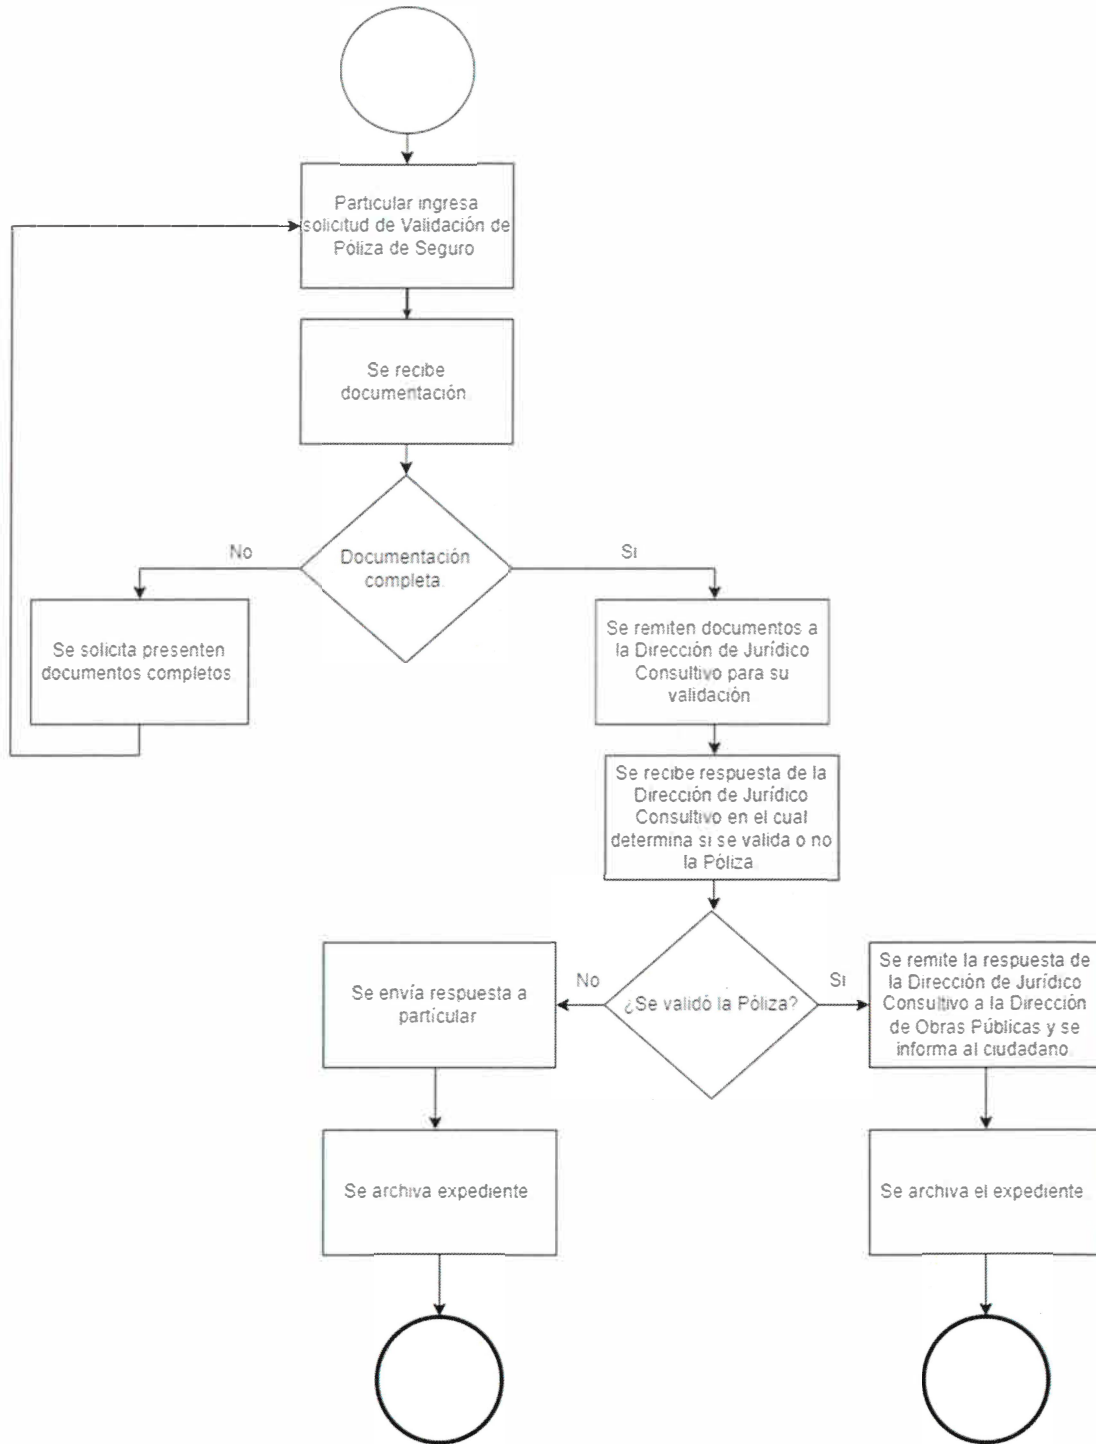 Particular ingresa
solicitud de Validación de
Póliza de Seguro
Se recibe
documentación
Documentación
completa
No
Si
Se solicita presenten
documentos completos
Se remiten documentos a
la Dirección de Jurídico
Consultivo para su
validación
Se recibe respuesta de la
Dirección de Jurídico
Consultivo en el cual
determina si se valida o no
la Póliza
¿Se validó la Póliza?
No
Si
Se envía respuesta a
particular
Se remite la respuesta de
la Dirección de Jurídico
Consultivo a la Dirección
de Obras Públicas y se
informa al ciudadano
Se archiva expediente
Se archiva el expediente